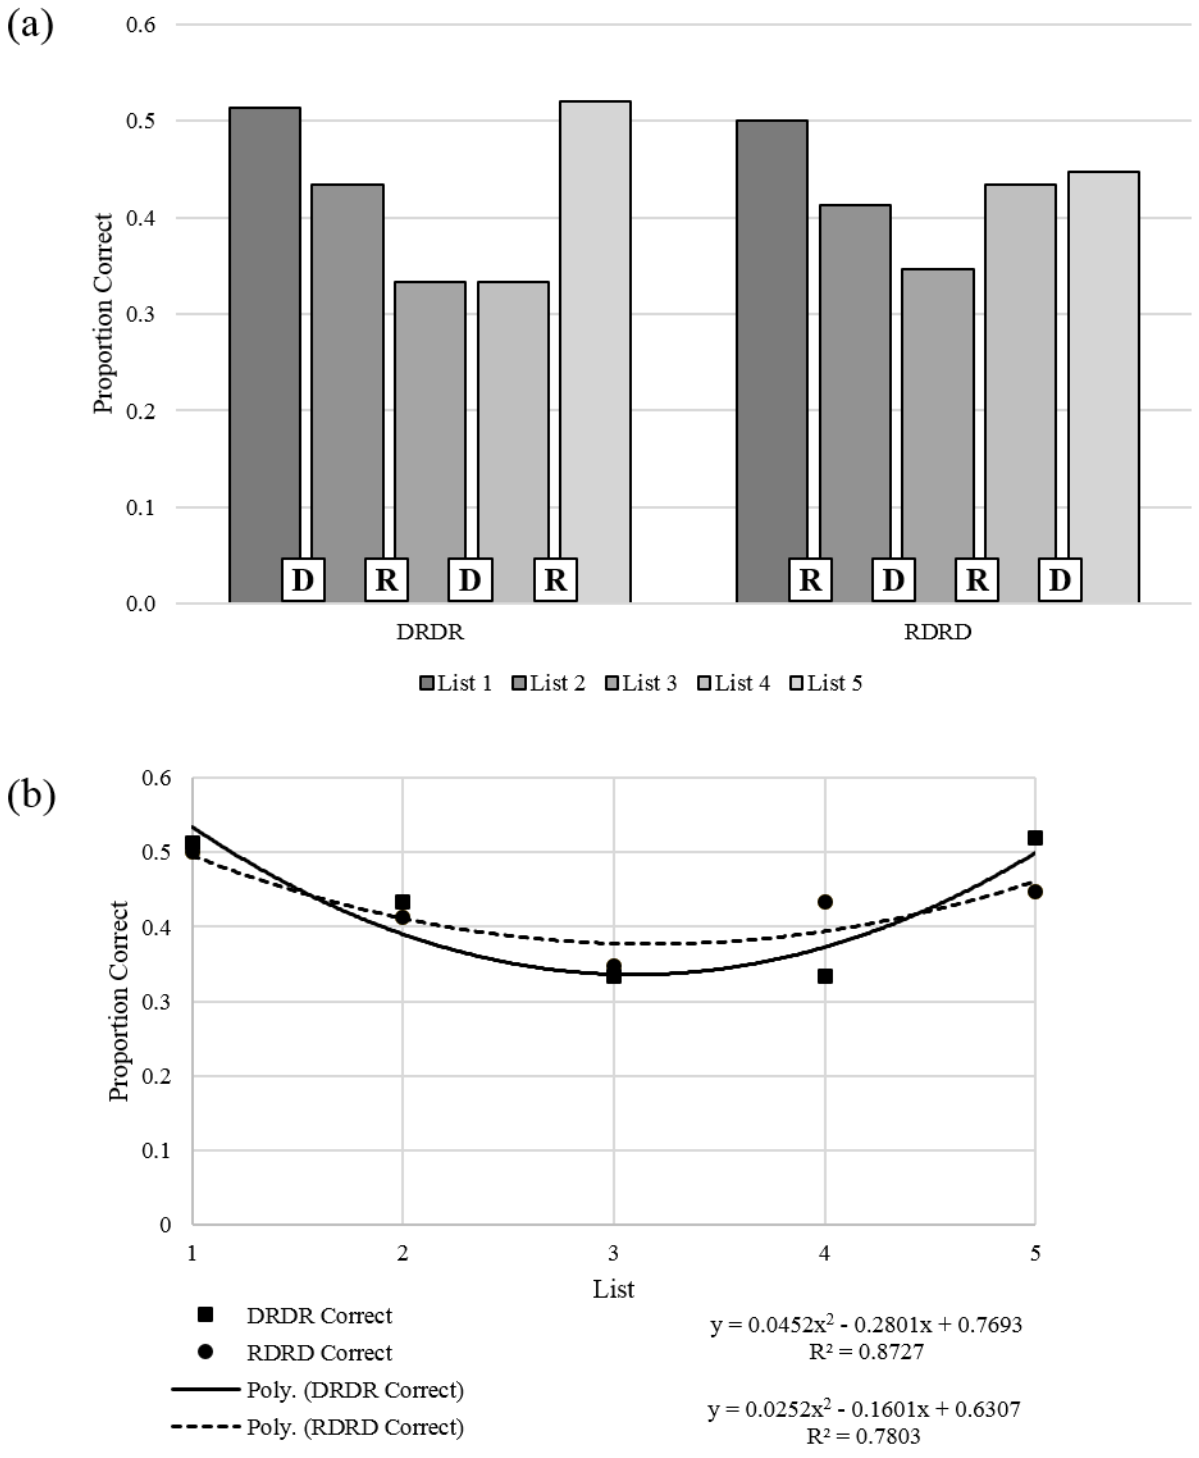 (a)
0.6
0.5
0.4
0.3
0.2
0.1
0.0
Proportion Correct
D R D R
R D R D
DRDR RDRD
List 1 List 2 List 3 List 4 List 5
(b)
0.6
0.5
0.4
0.3
0.2
0.1
0
Proportion Correct
1 2 3 4 5
List
DRDR Correct
RDRD Correct
Poly. (DRDR Correct)
Poly. (RDRD Correct)
y = 0.0452x² - 0.2801x + 0.7693
R² = 0.8727
y = 0.0252x² - 0.1601x + 0.6307
R² = 0.7803